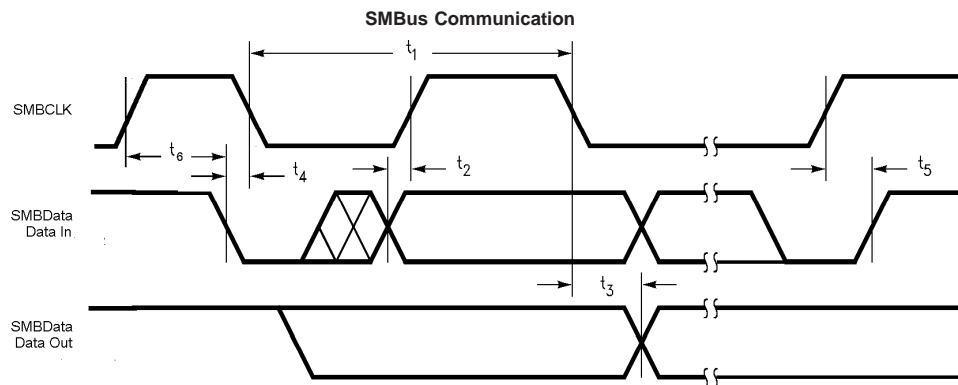 SMBus Communication
t1
SMBCLK
t6
t4
t2
t5
SMBData
Data In
t3
SMBData
Data Out